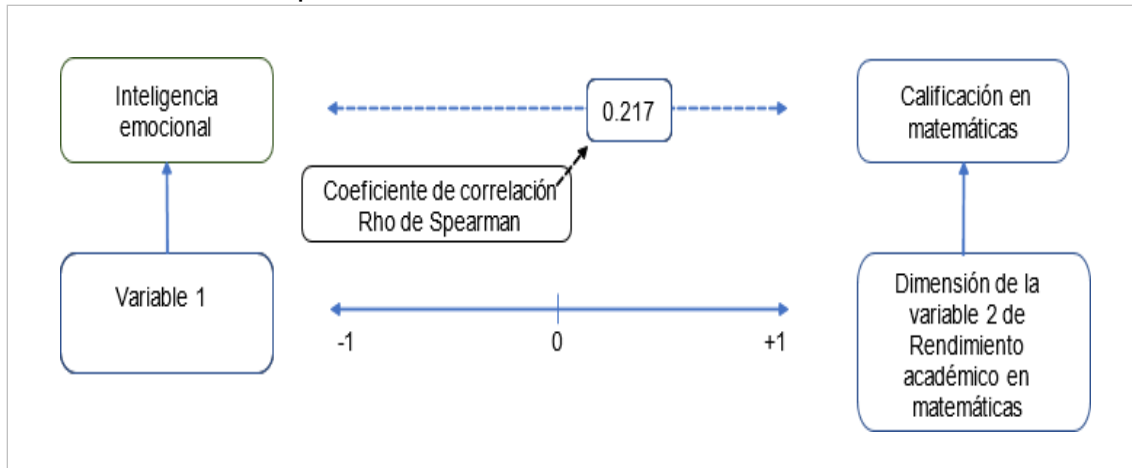 Inteligencia
emocional
0.217
Calificación en
matemáticas
Coeficiente de correlación
Rho de Spearman
Variable 1
-1
0
+1
Dimensión de la
variable 2 de
Rendimiento
académico en
matemáticas